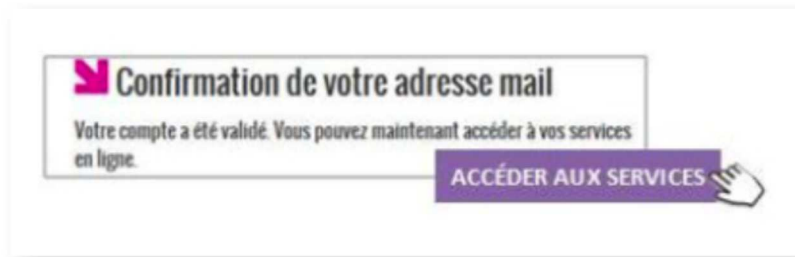 Confirmation de votre adresse mail
Votre compte a été validé. Vous pouvez maintenant accéder à vos services
en ligne.
ACCÉDER AUX SERVICES